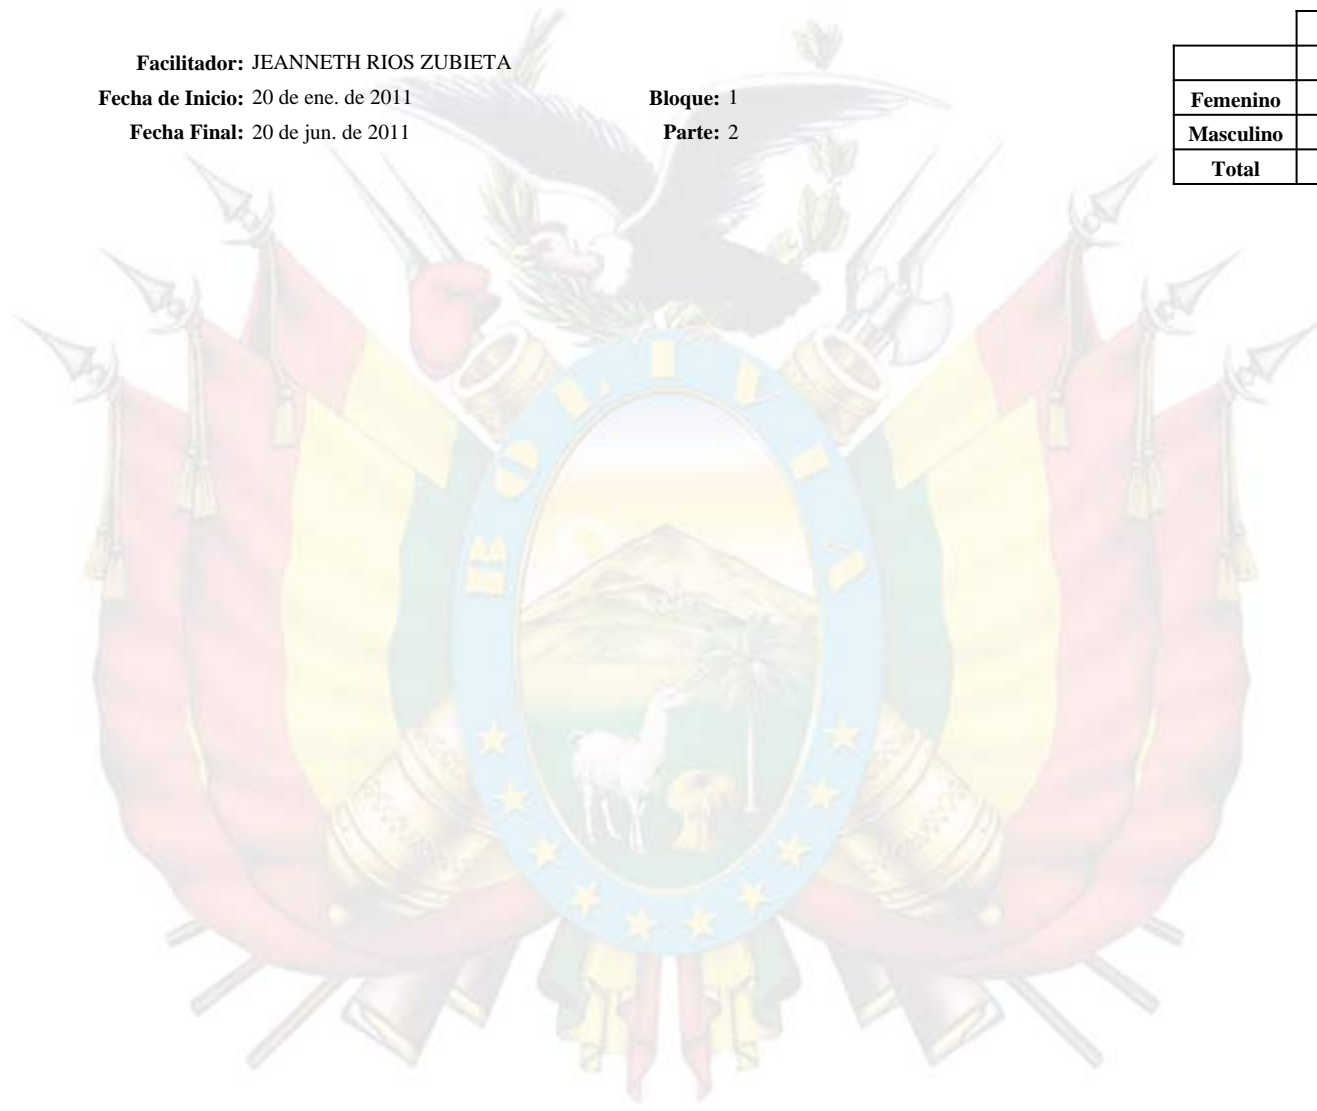 Facilitador: JEANNETH RIOS ZUBIETA
Fecha de Inicio: 20 de ene. de 2011 Bloque: 1
Fecha Final: 20 de jun. de 2011 Parte: 2
Femenino
Masculino
Total
BOLIVIA